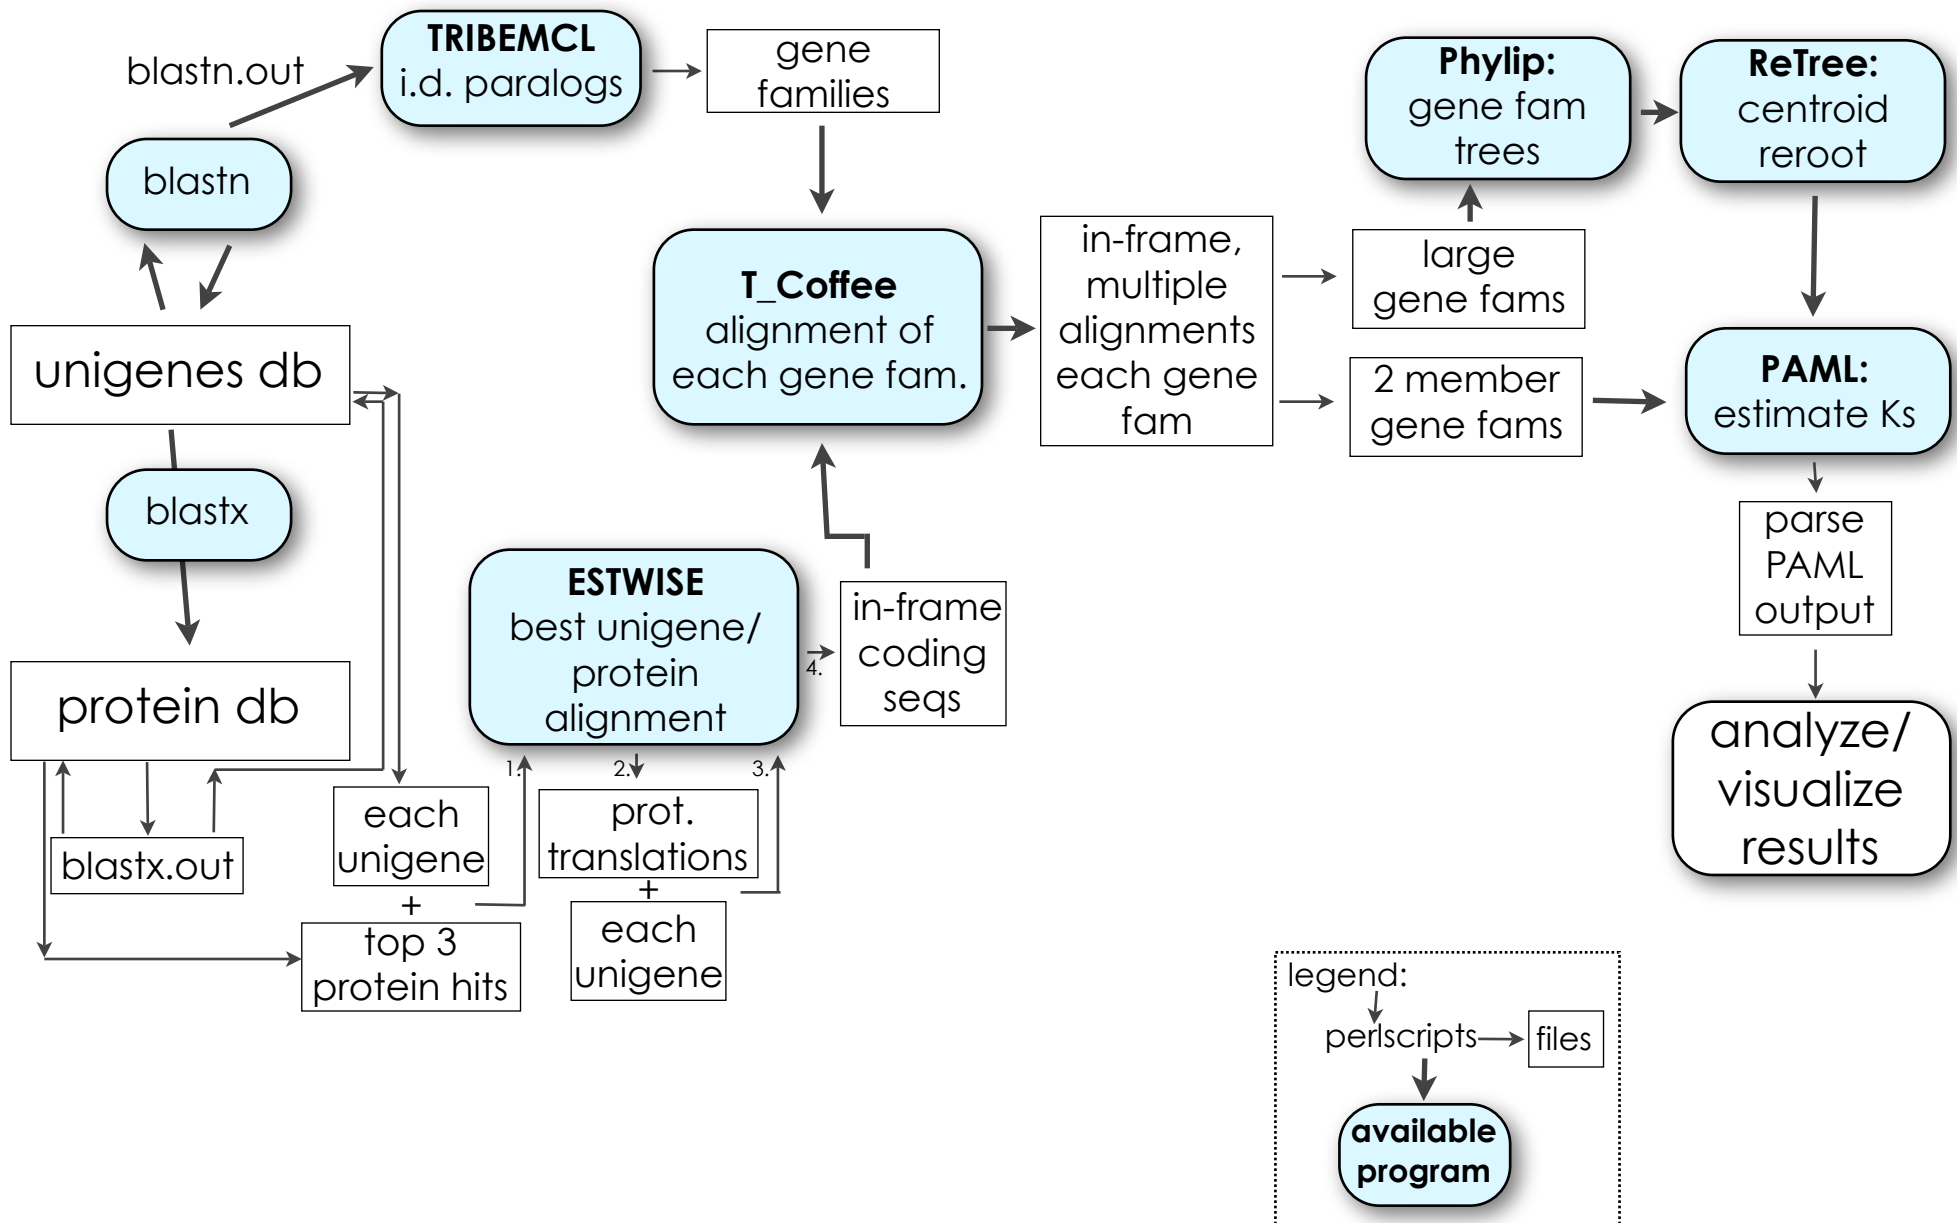 blastn.out
TRIBEMCL
i.d. paralogs
gene
families
Phylip:
gene fam
trees
ReTree:
centroid
reroot
blastn
T_Coffee
alignment of
each gene fam.
in-frame,
multiple
alignments
each gene
fam
large
gene fams
2 member
gene fams
PAML:
estimate Ks
unigenes db
blastx
protein db
blastx.out
each
unigene
+
top 3
protein hits
ESTWISE
best unigene/
protein
alignment
1.
2.
3.
4.
prot.
translations
+
each
unigene
in-frame
coding
seqs
parse
PAML
output
analyze/
visualize
results
legend:
perlscripts
files
available
program